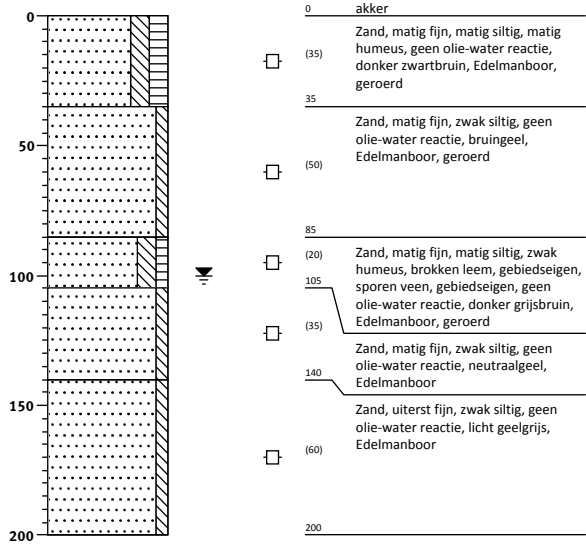 0
akker
0
Zand, matig fijn, matig siltig, matig
humeus, geen olie-water reactie,
donker zwartbruin, Edelmanboor,
geroerd
(35)
35
50
Zand, matig fijn, zwak siltig, geen
olie-water reactie, bruingeel,
Edelmanboor, geroerd
(50)
85
100
(20)
Zand, matig fijn, matig siltig, zwak
humeus, brokken leem, gebiedseigen,
sporen veen, gebiedseigen, geen
olie-water reactie, donker grijsbruin,
Edelmanboor, geroerd
105
(35)
Zand, matig fijn, zwak siltig, geen
olie-water reactie, neutraalgeel,
Edelmanboor
140
150
Zand, uiterst fijn, zwak siltig, geen
olie-water reactie, licht geelgrijs,
Edelmanboor
(60)
200
200